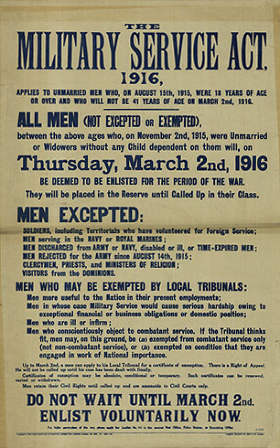 THE
MILITARY SERVICE ACT,
1916,
APPLIES TO UNMARRIED MEN WHO, ON AUGUST 15th, 1915, WERE 18 YEARS OF AGE
OR OVER AND WHO WILL NOT BE 41 YEARS OF AGE ON MARCH 2nd, 1916.
ALL MEN (NOT EXCEPTED OR EXEMPTED),
between the above ages who, on November 2nd, 1915, were Unmarried
or Widowers without any Child dependent on them will, on
Thursday, March 2nd, 1916
BE DEEMED TO BE ENLISTED FOR THE PERIOD OF THE WAR.
They will be placed in the Reserve until Called Up in their Class.
MEN EXCEPTED:
SOLDIERS, including Territorials who have volunteered for Foreign Service;
MEN serving in the NAVY or ROYAL MARINES;
MEN DISCHARGED from ARMY or NAVY, disabled or ill, or TIME-EXPIRED MEN;
MEN REJECTED for the ARMY since AUGUST 14th, 1915;
CLERGYMEN, PRIESTS, and MINISTERS OF RELIGION;
VISITORS from the DOMINIONS.
MEN WHO MAY BE EXEMPTED BY LOCAL TRIBUNALS:
Men more useful to the Nation in their present employments;
Men in whose case Military Service would cause serious hardship owing to
exceptional financial or business obligations or domestic position;
Men who are ill or infirm;
Men who conscientiously object to combatant service. If the Tribunal thinks
fit, men may, on this ground, be (a) exempted from combatant service only
(not non-combatant service), or (b) exempted on condition that they are
engaged in work of National importance.
Up to March 2nd, a man can apply to his Local Tribunal for a certificate of exemption. There is a Right of Appeal.
He will not be called up until his case has been dealt with finally.
Certificates of exemption may be absolute, conditional or temporary. Such certificates can be renewed,
varied or withdrawn.
Men retain their Civil Rights until called up and are amenable to Civil Courts only.
DO NOT WAIT UNTIL MARCH 2nd.
ENLIST VOLUNTARILY NOW.